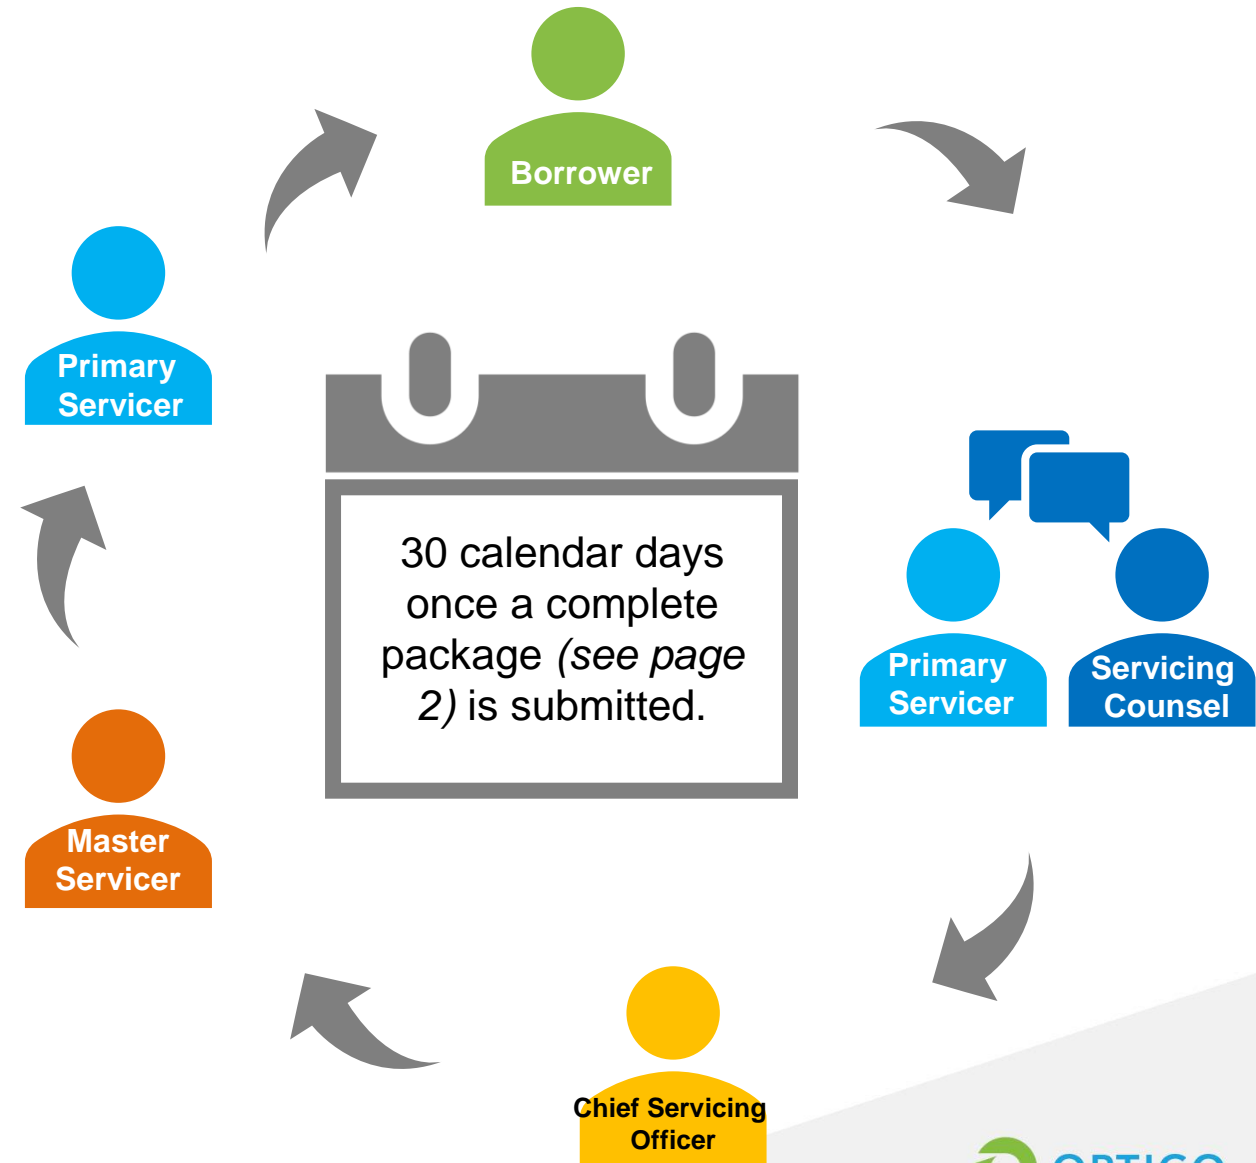 Borrower
Primary
Servicer
30 calendar days
once a complete
package (see page
2) is submitted.
Primary
Servicer
Servicing
Counsel
Master
Servicer
Chief Servicing
Officer